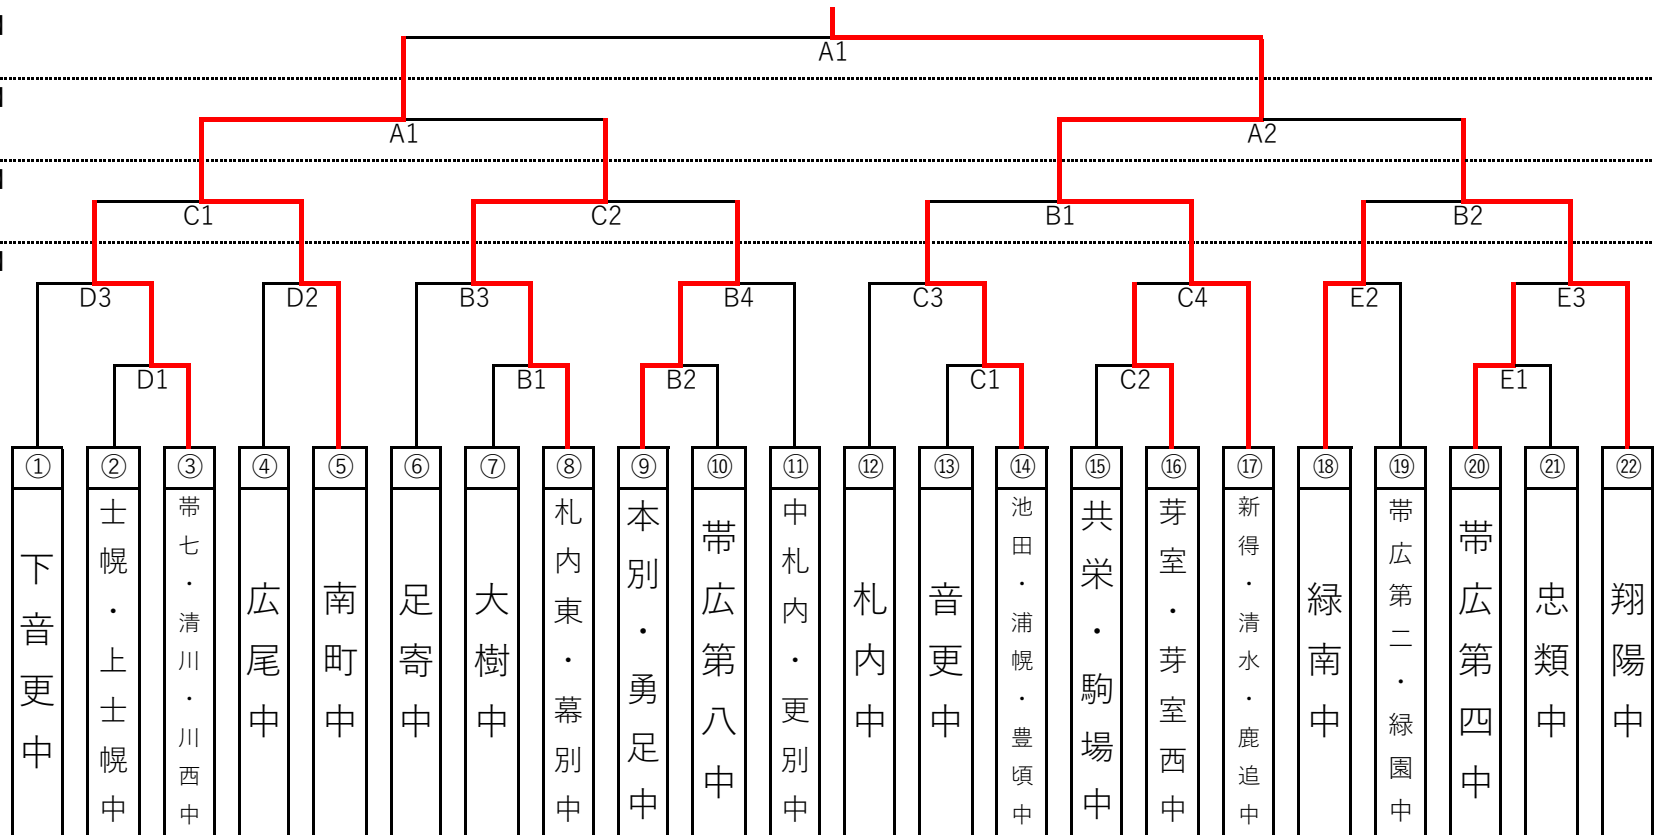 A1
A1
A2
C1
C2
B1
B2
D3
D2
B3
B4
C3
C4
E2
E3
D1
B1
B2
C1
C2
E1
①
②
③
④
⑤
⑥
⑦
⑧
⑨
⑩
⑪
⑫
⑬
⑭
⑮
⑯
⑰
⑱
⑲
⑳
㉑
㉒
下音更中
士幌・上士幌中
帯七・清川・川西中
広尾中
南町中
足寄中
大樹中
札内東・幕別中
本別・勇足中
帯広第八中
中札内・更別中
札内中
音更中
池田・浦幌・豊頃中
共栄・駒場中
芽室・芽室西中
新得・清水・鹿追中
緑南中
帯広第二・緑園中
帯広第四中
忠類中
翔陽中